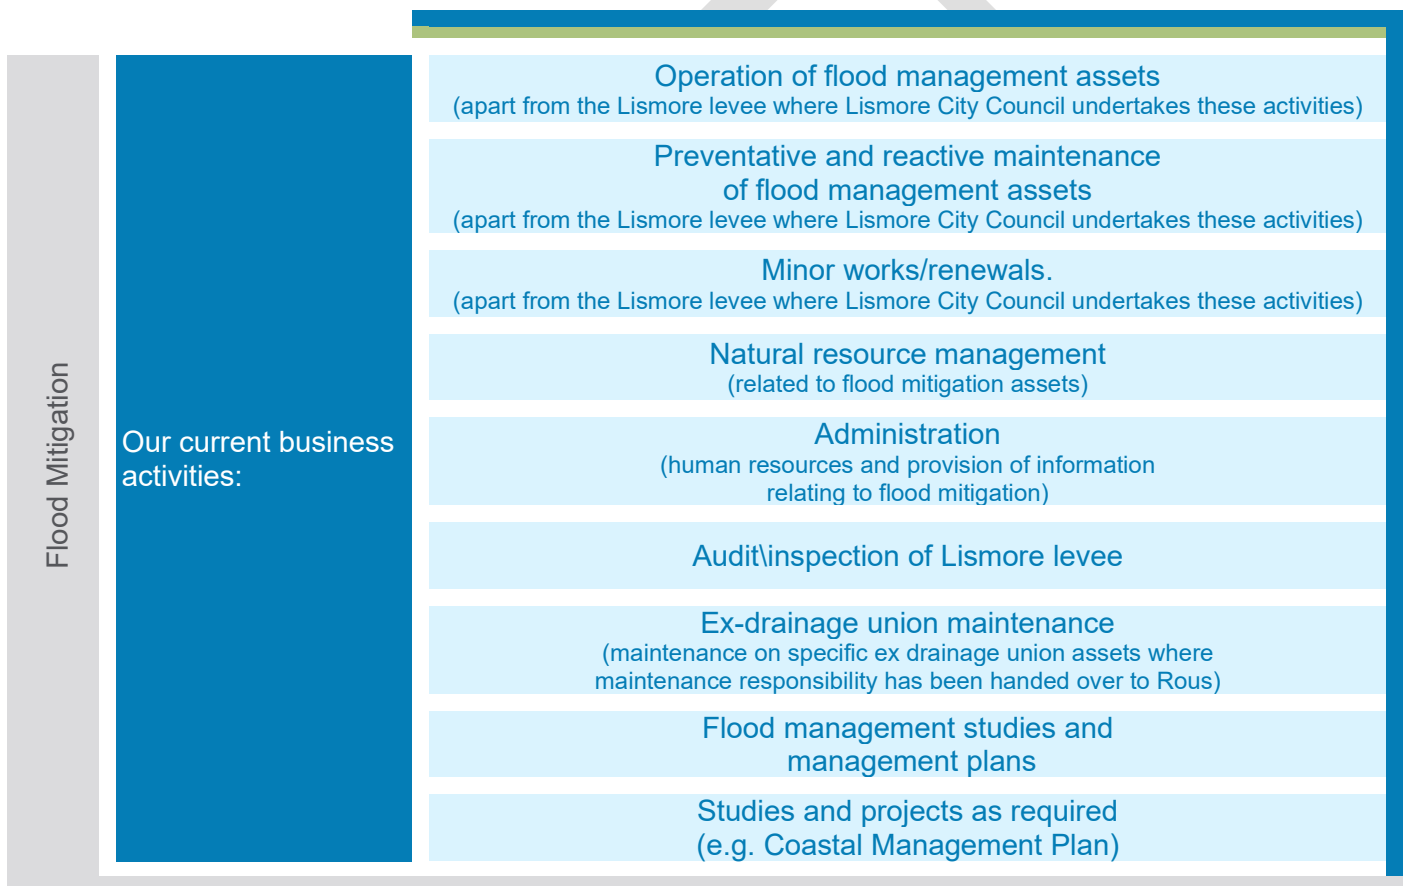 Flood Mitigation
Our current business
activities:
Operation of flood management assets
(apart from the Lismore levee where Lismore City Council undertakes these activities)
Preventative and reactive maintenance
of flood management assets
(apart from the Lismore levee where Lismore City Council undertakes these activities)
Minor works/renewals.
(apart from the Lismore levee where Lismore City Council undertakes these activities)
Natural resource management
(related to flood mitigation assets)
Administration
(human resources and provision of information
relating to flood mitigation)
Audit\inspection of Lismore levee
Ex-drainage union maintenance
(maintenance on specific ex drainage union assets where
maintenance responsibility has been handed over to Rous)
Flood management studies and
management plans
Studies and projects as required
(e.g. Coastal Management Plan)